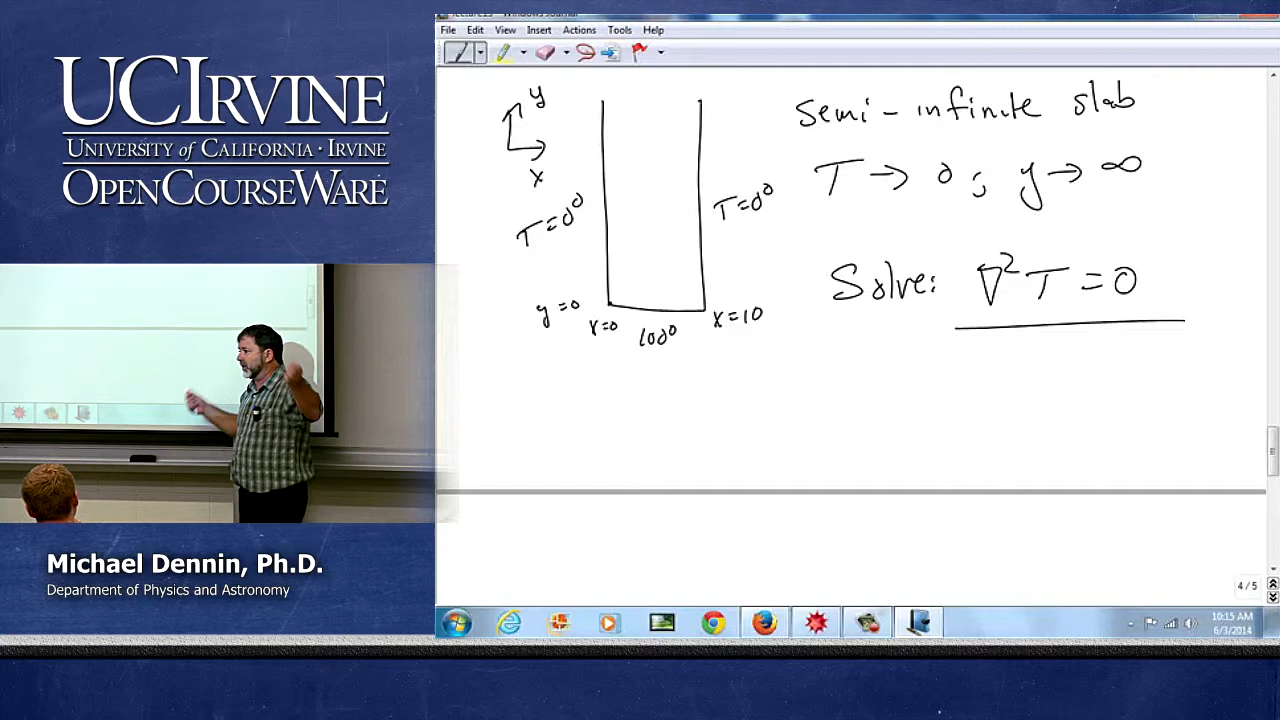 UCIRVINE
UNIVERSITY OF CALIFORNIA · IRVINE
OPENCOURSEWARE
Michael Dennin, Ph.D.
Department of Physics and Astronomy
File Edit View Insert Actions Tools Help
y
x
T=0°
T=0°
y=0
x=0
100°
x=10
semi-infinite slab
T → 0 ; y → ∞
Solve: ∇²T = 0
4/5
10:15 AM
6/3/2014